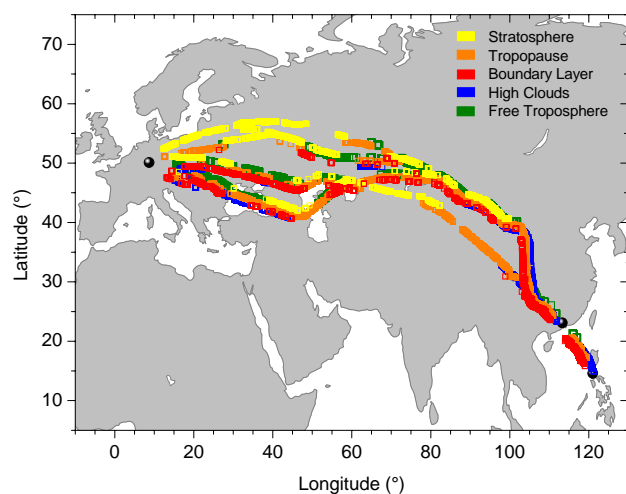 Stratosphere
Tropopause
Boundary Layer
High Clouds
Free Troposphere
Latitude (°)
70
60
50
40
30
20
10
0 20 40 60 80 100 120
Longitude (°)